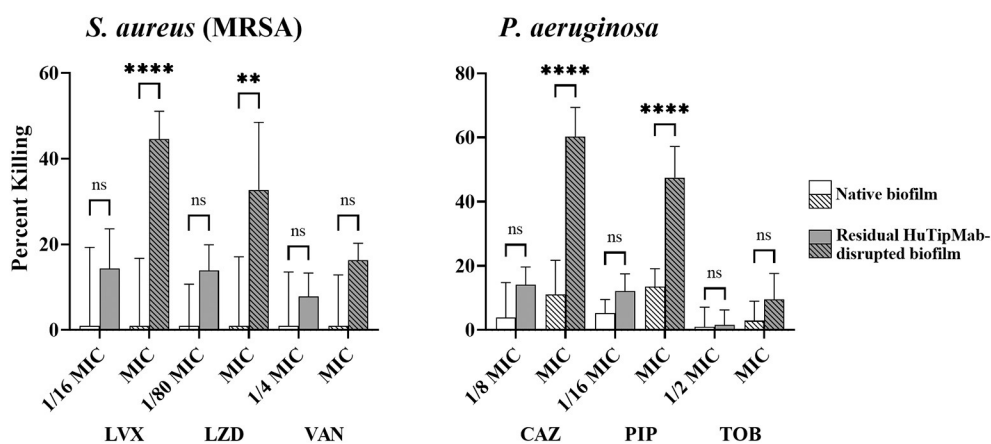 S. aureus (MRSA)
P. aeruginosa
Percent Killing
60
40
20
0
ns
****
ns
**
ns
ns
1/16 MIC
MIC
1/80 MIC
MIC
1/4 MIC
MIC
LVX
LZD
VAN
80
60
40
20
0
ns
****
ns
****
ns
ns
1/8 MIC
MIC
1/16 MIC
MIC
1/2 MIC
MIC
CAZ
PIP
TOB
Native biofilm
Residual HuTipMab-
disrupted biofilm